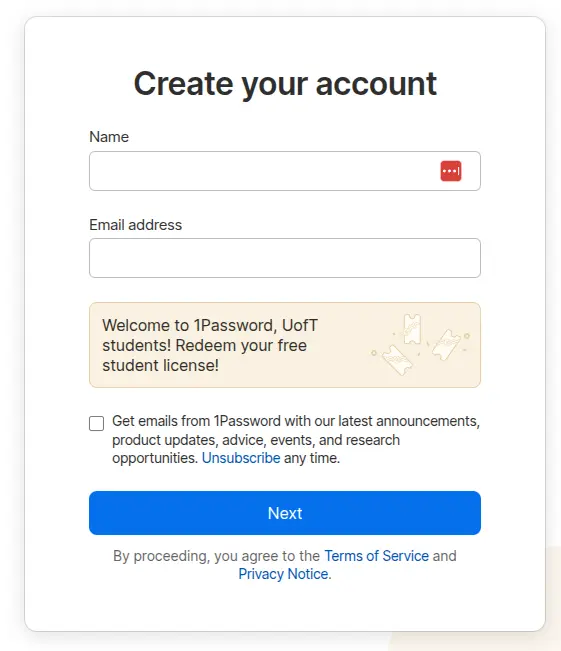 Create your account
Name
Email address
Welcome to 1Password, UofT
students! Redeem your free
student license!
Get emails from 1Password with our latest announcements,
product updates, advice, events, and research
opportunities. Unsubscribe any time.
Next
By proceeding, you agree to the Terms of Service and
Privacy Notice.